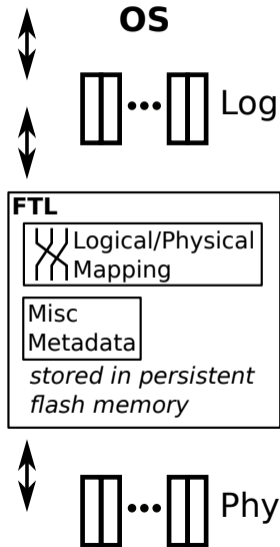 OS
Log
FTL
Logical/Physical
Mapping
Misc
Metadata
stored in persistent
flash memory
Phy